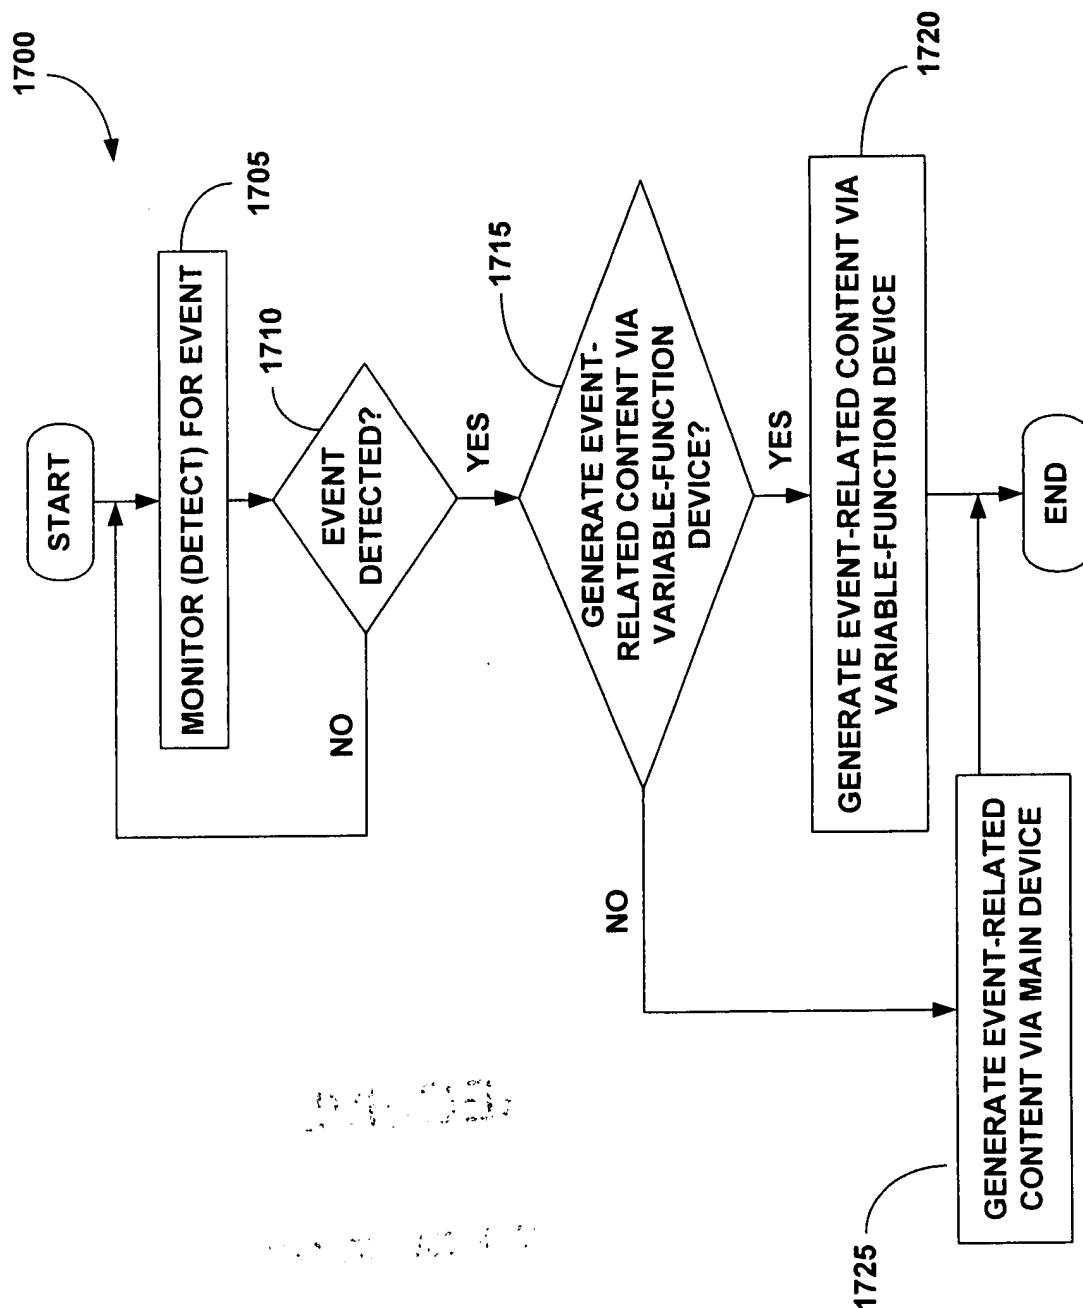 1700
START
MONITOR (DETECT) FOR EVENT
1705
EVENT
DETECTED?
1710
NO
YES
GENERATE EVENT-
RELATED CONTENT VIA
VARIABLE-FUNCTION
DEVICE?
1715
NO
YES
GENERATE EVENT-RELATED CONTENT VIA
VARIABLE-FUNCTION DEVICE
1720
GENERATE EVENT-RELATED
CONTENT VIA MAIN DEVICE
1725
END